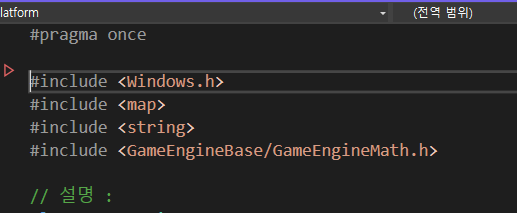 latform (전역 범위)
#pragma once
#include <Windows.h>
#include <map>
#include <string>
#include <GameEngineBase/GameEngineMath.h>
// 설명 :